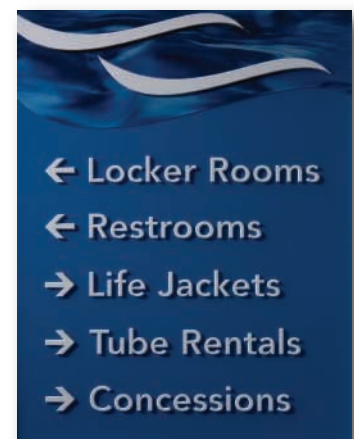 ← Locker Rooms
← Restrooms
→ Life Jackets
→ Tube Rentals
→ Concessions